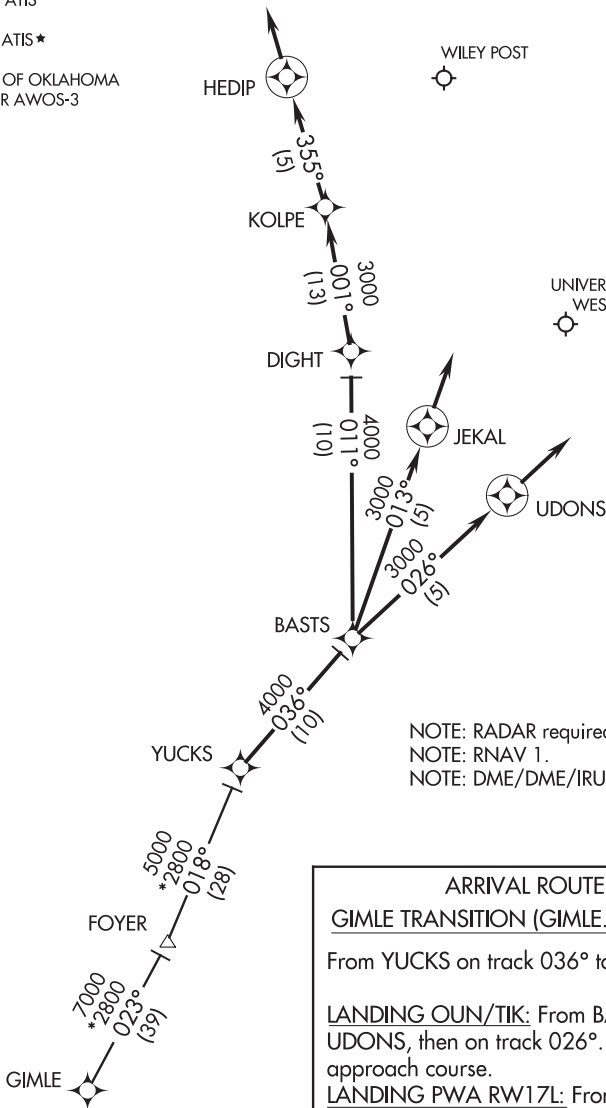 ATIS
ATIS★
OF OKLAHOMA
R AWOS-3
WILEY POST
HEDIP
355°
(5)
KOLPE
3000
001°
(13)
UNIVER
WES
DIGHT
4000
011°
(10)
JEKAL
3000
013°
(5)
UDONS
3000
026°
(5)
BASTS
4000
036°
(10)
NOTE: RADAR required
NOTE: RNAV 1.
NOTE: DME/DME/IRU
YUCKS
5000
*2800
018°
(28)
FOYER
7000
*2800
023°
(39)
GIMLE
ARRIVAL ROUTE
GIMLE TRANSITION (GIMLE.
From YUCKS on track 036° to
LANDING OUN/TIK: From BA
UDONS, then on track 026°.
approach course.
LANDING PWA RW17L: From